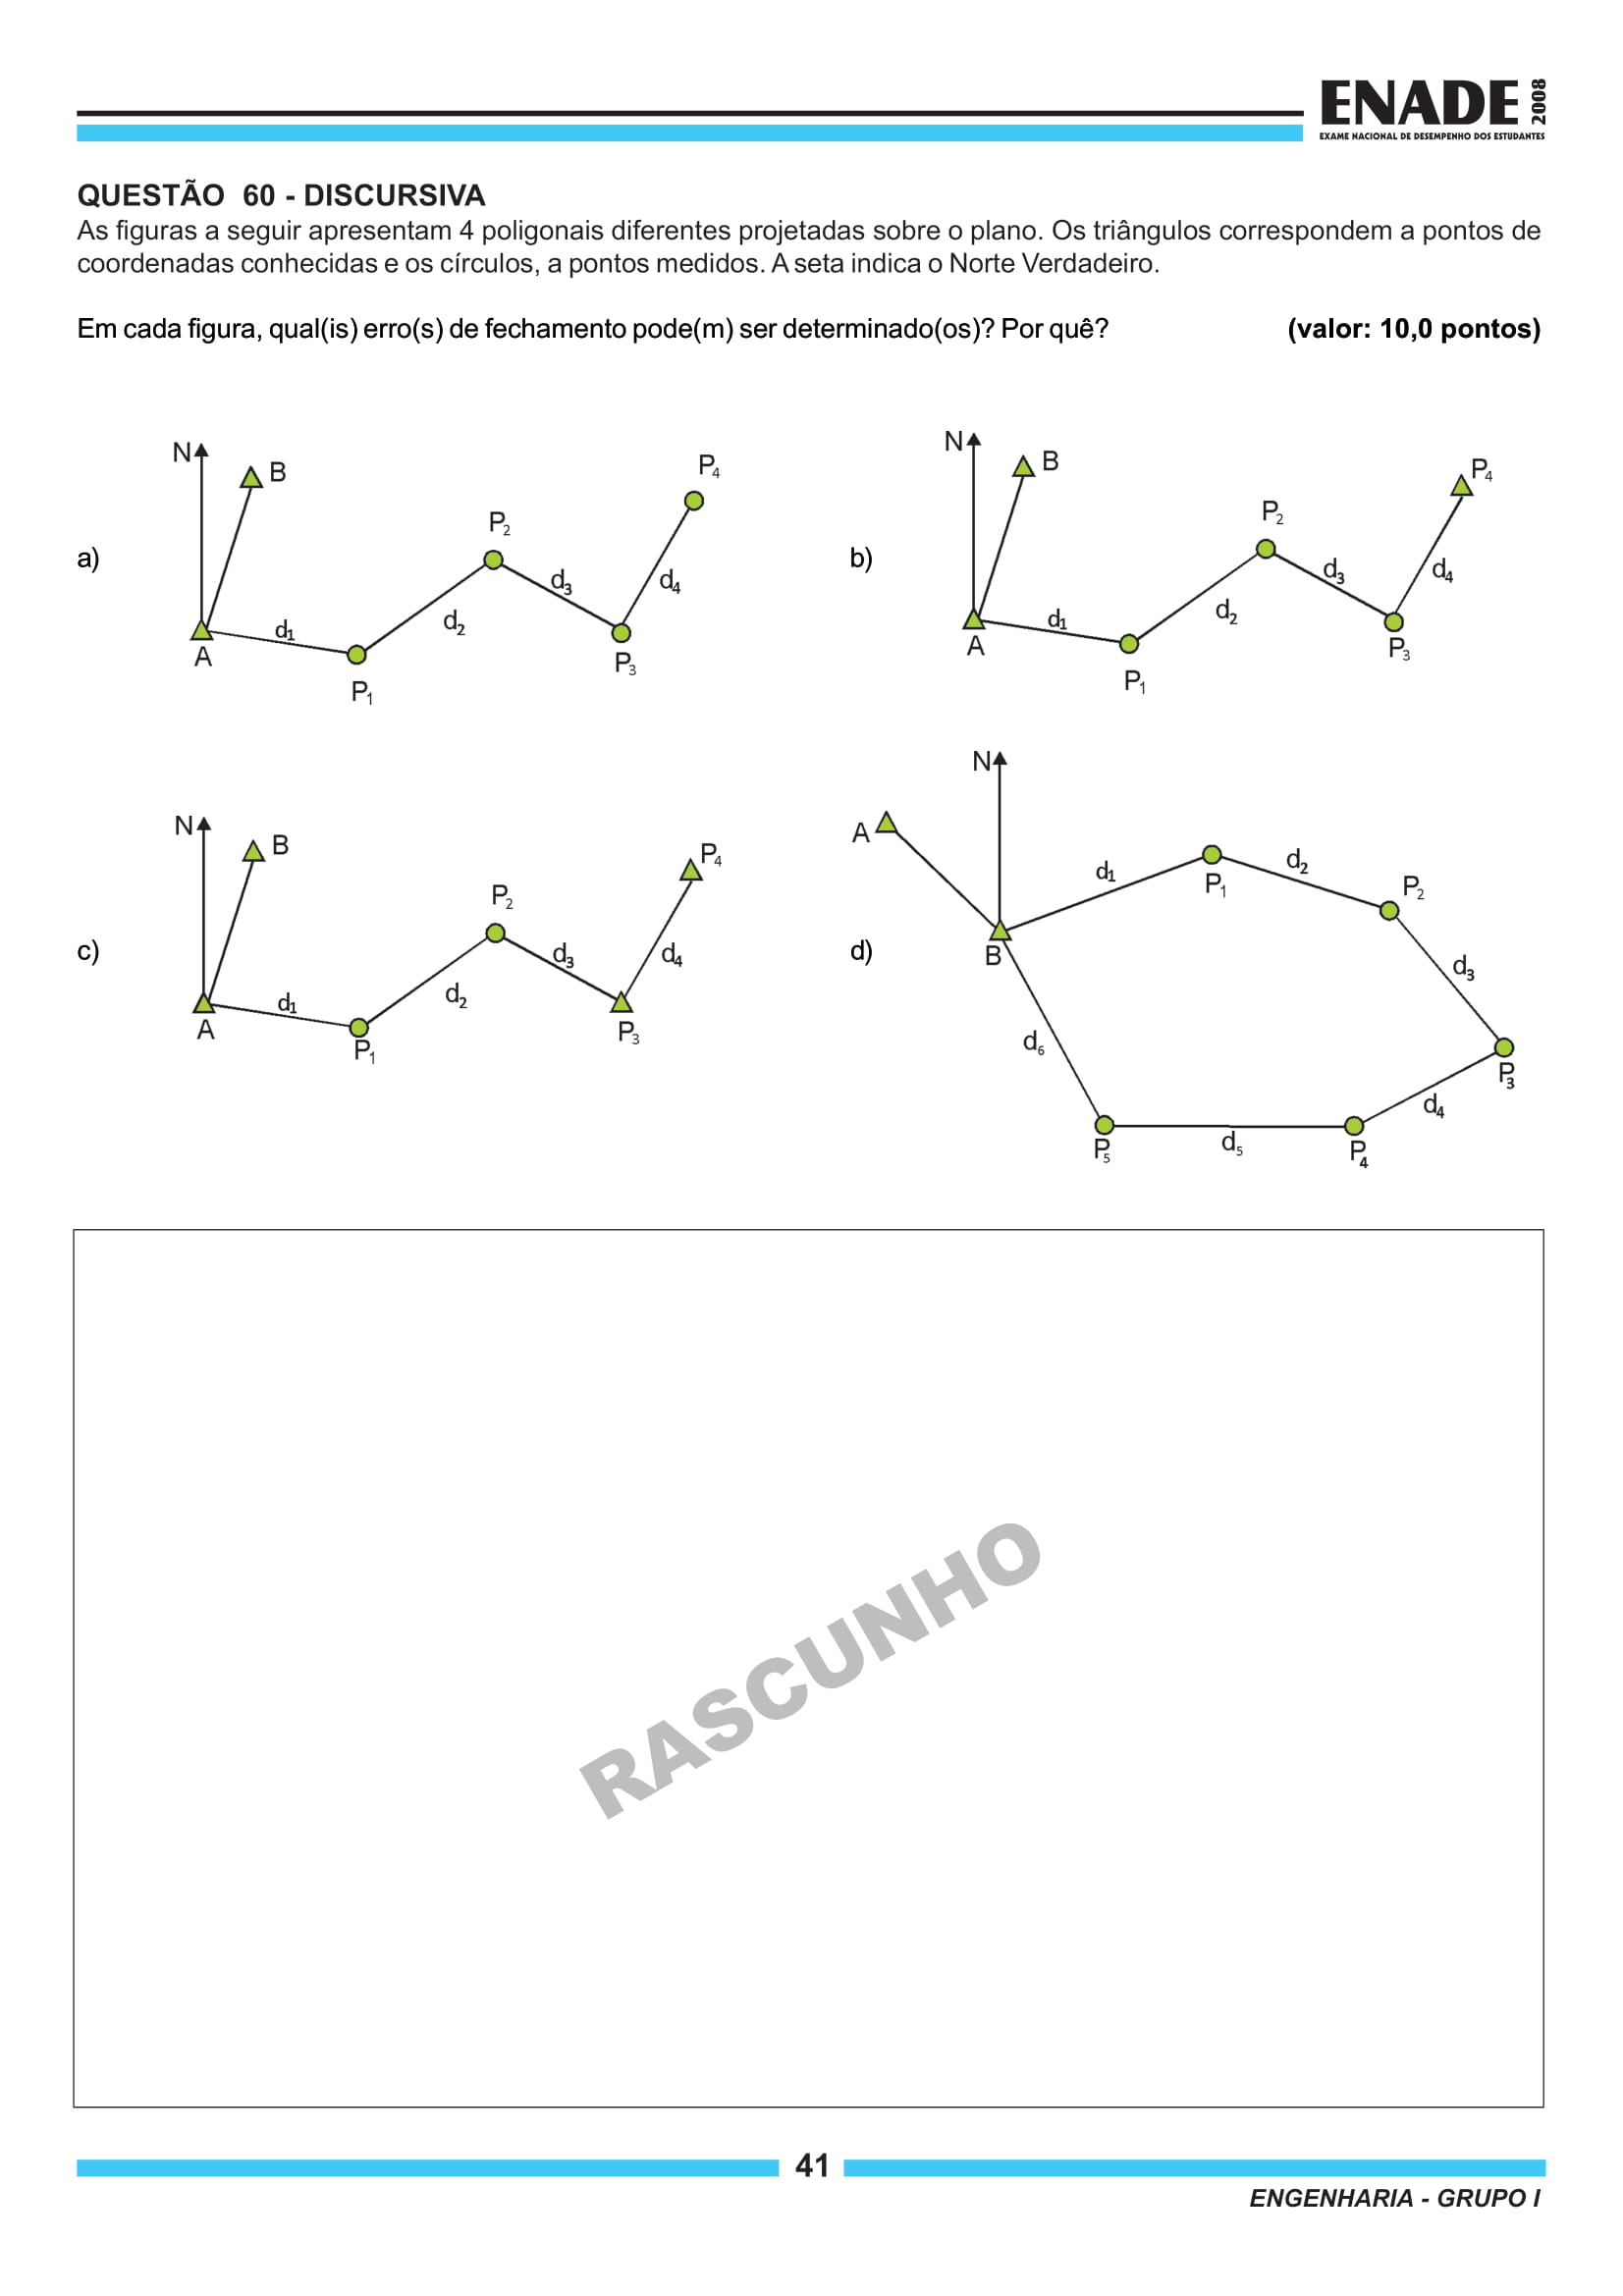 ENADE 2008
EXAME NACIONAL DE DESEMPENHO DOS ESTUDANTES
QUESTÃO 60 - DISCURSIVA
As figuras a seguir apresentam 4 poligonais diferentes projetadas sobre o plano. Os triângulos correspondem a pontos de
coordenadas conhecidas e os círculos, a pontos medidos. A seta indica o Norte Verdadeiro.
Em cada figura, qual(is) erro(s) de fechamento pode(m) ser determinado(os)? Por quê? (valor: 10,0 pontos)
a)
N
B
A
d1
P1
d2
P2
d3
P3
d4
P4
b)
N
B
A
d1
P1
d2
P2
d3
P3
d4
P4
c)
N
B
A
d1
P1
d2
P2
d3
P3
d4
P4
d)
N
A
B
d1
P1
d2
P2
d3
P3
d4
P4
d5
P5
d6
RASCUNHO
41
ENGENHARIA - GRUPO I